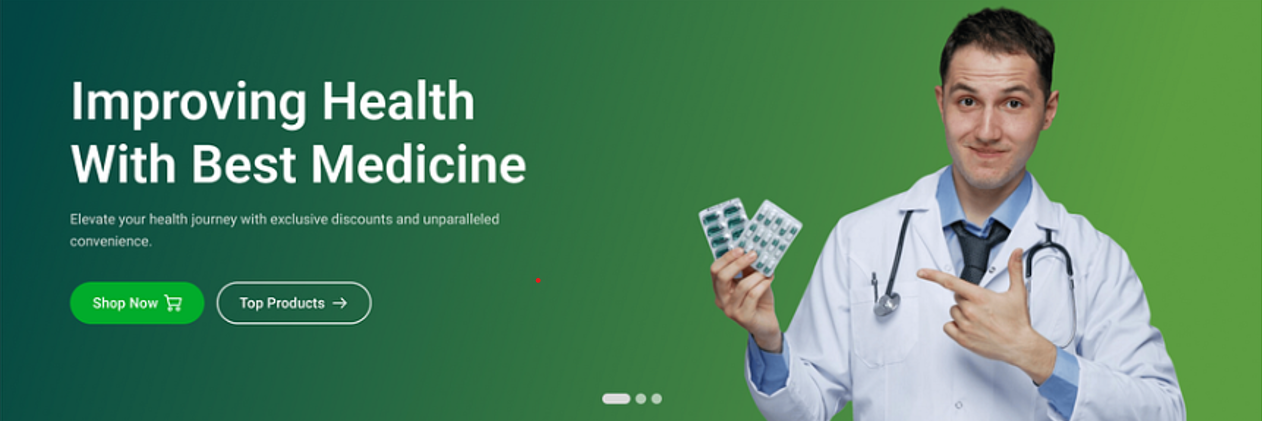 Improving Health
With Best Medicine
Elevate your health journey with exclusive discounts and unparalleled
convenience.
Shop Now
Top Products